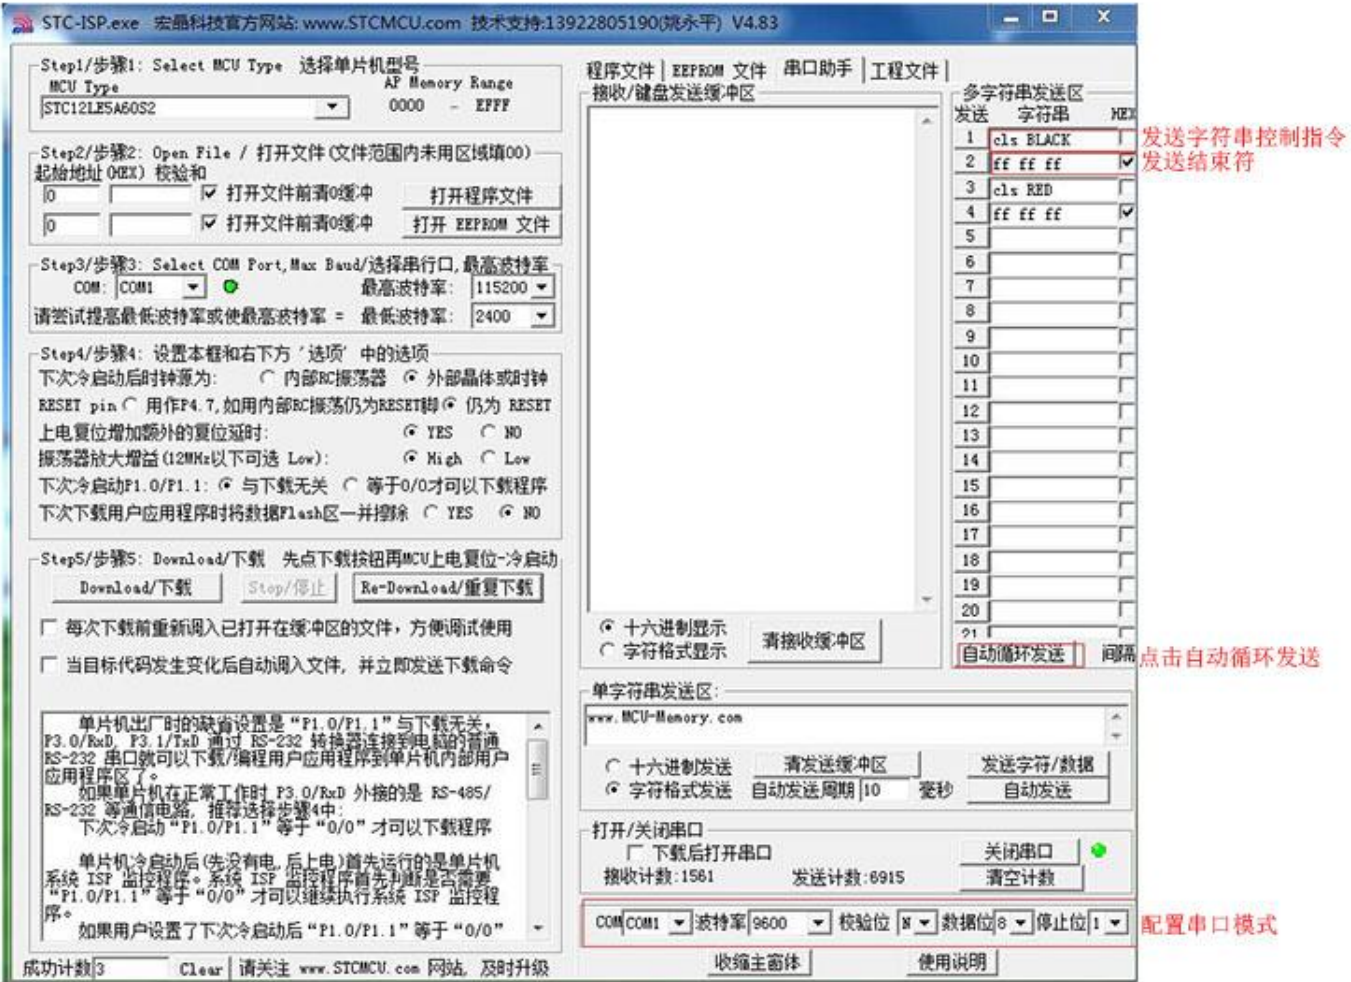 STC-ISP.exe 宏晶科技官方网站: www.STCMCU.com 技术支持:13922805190(姚永平) V4.83
Step1/步骤1: Select MCU Type 选择单片机型号
MCU Type AP Memory Range
STC12LE5A60S2 0000 - EFFF
Step2/步骤2: Open File / 打开文件(文件范围内未用区域填00)
起始地址(HEX) 校验和
0 打开文件前清0缓冲 打开程序文件
0 打开文件前清0缓冲 打开 EEPROM 文件
Step3/步骤3: Select COM Port,Max Baud/选择串行口,最高波特率
COM: COM1 最高波特率: 115200
请尝试提高最低波特率或使最高波特率 = 最低波特率: 2400
Step4/步骤4: 设置本框和右下方 '选项' 中的选项
下次冷启动后时钟源为: 内部RC振荡器 外部晶体或时钟
RESET pin 用作P4.7,如用内部RC振荡仍为RESET脚 仍为 RESET
上电复位增加额外的复位延时: YES NO
振荡器放大增益(12MHz以下可选 Low): High Low
下次冷启动P1.0/P1.1: 与下载无关 等于0/0才可以下载程序
下次下载用户应用程序时将数据Flash区一并擦除 YES NO
Step5/步骤5: Download/下载 先点下载按钮再MCU上电复位-冷启动
Download/下载 Stop/停止 Re-Download/重复下载
每次下载前重新调入已打开在缓冲区的文件，方便调试使用
当目标代码发生变化后自动调入文件，并立即发送下载命令
单片机出厂时的缺省设置是“P1.0/P1.1”与下载无关，
P3.0/RxD, P3.1/TxD 通过 RS-232 转换器连接到电脑的普通
RS-232 串口就可以下载/编程用户应用程序到单片机内部用户
应用程序区了。
如果单片机在正常工作时 P3.0/RxD 外接的是 RS-485/
RS-232 等通信电路, 推荐选择步骤4中:
下次冷启动“P1.0/P1.1”等于“0/0”才可以下载程序
单片机冷启动后(先没有电,后上电)首先运行的是单片机
系统 ISP 监控程序。系统 ISP 监控程序首先判断是否需要
“P1.0/P1.1”等于“0/0”才可以继续执行系统 ISP 监控程
序。
如果用户设置了下次冷启动后“P1.0/P1.1”等于“0/0”
成功计数 3 Clear 请关注 www.STCMCU.com 网站, 及时升级
程序文件 EEPROM 文件 串口助手 工程文件
接收/键盘发送缓冲区
十六进制显示
字符格式显示
清接收缓冲区
多字符串发送区
发送 字符串 HEX
1 cls BLACK
2 ff ff ff
3 cls RED
4 ff ff ff
5
6
7
8
9
10
11
12
13
14
15
16
17
18
19
20
21
自动循环发送 间隔
单字符串发送区:
www.MCU-Memory.com
十六进制发送 清发送缓冲区 发送字符/数据
字符格式发送 自动发送周期 10 毫秒 自动发送
打开/关闭串口
下载后打开串口 关闭串口
接收计数:1561 发送计数:6915 清空计数
COM COM1 波特率 9600 校验位 N 数据位 8 停止位 1
收缩主窗体 使用说明
发送字符串控制指令
发送结束符
点击自动循环发送
配置串口模式